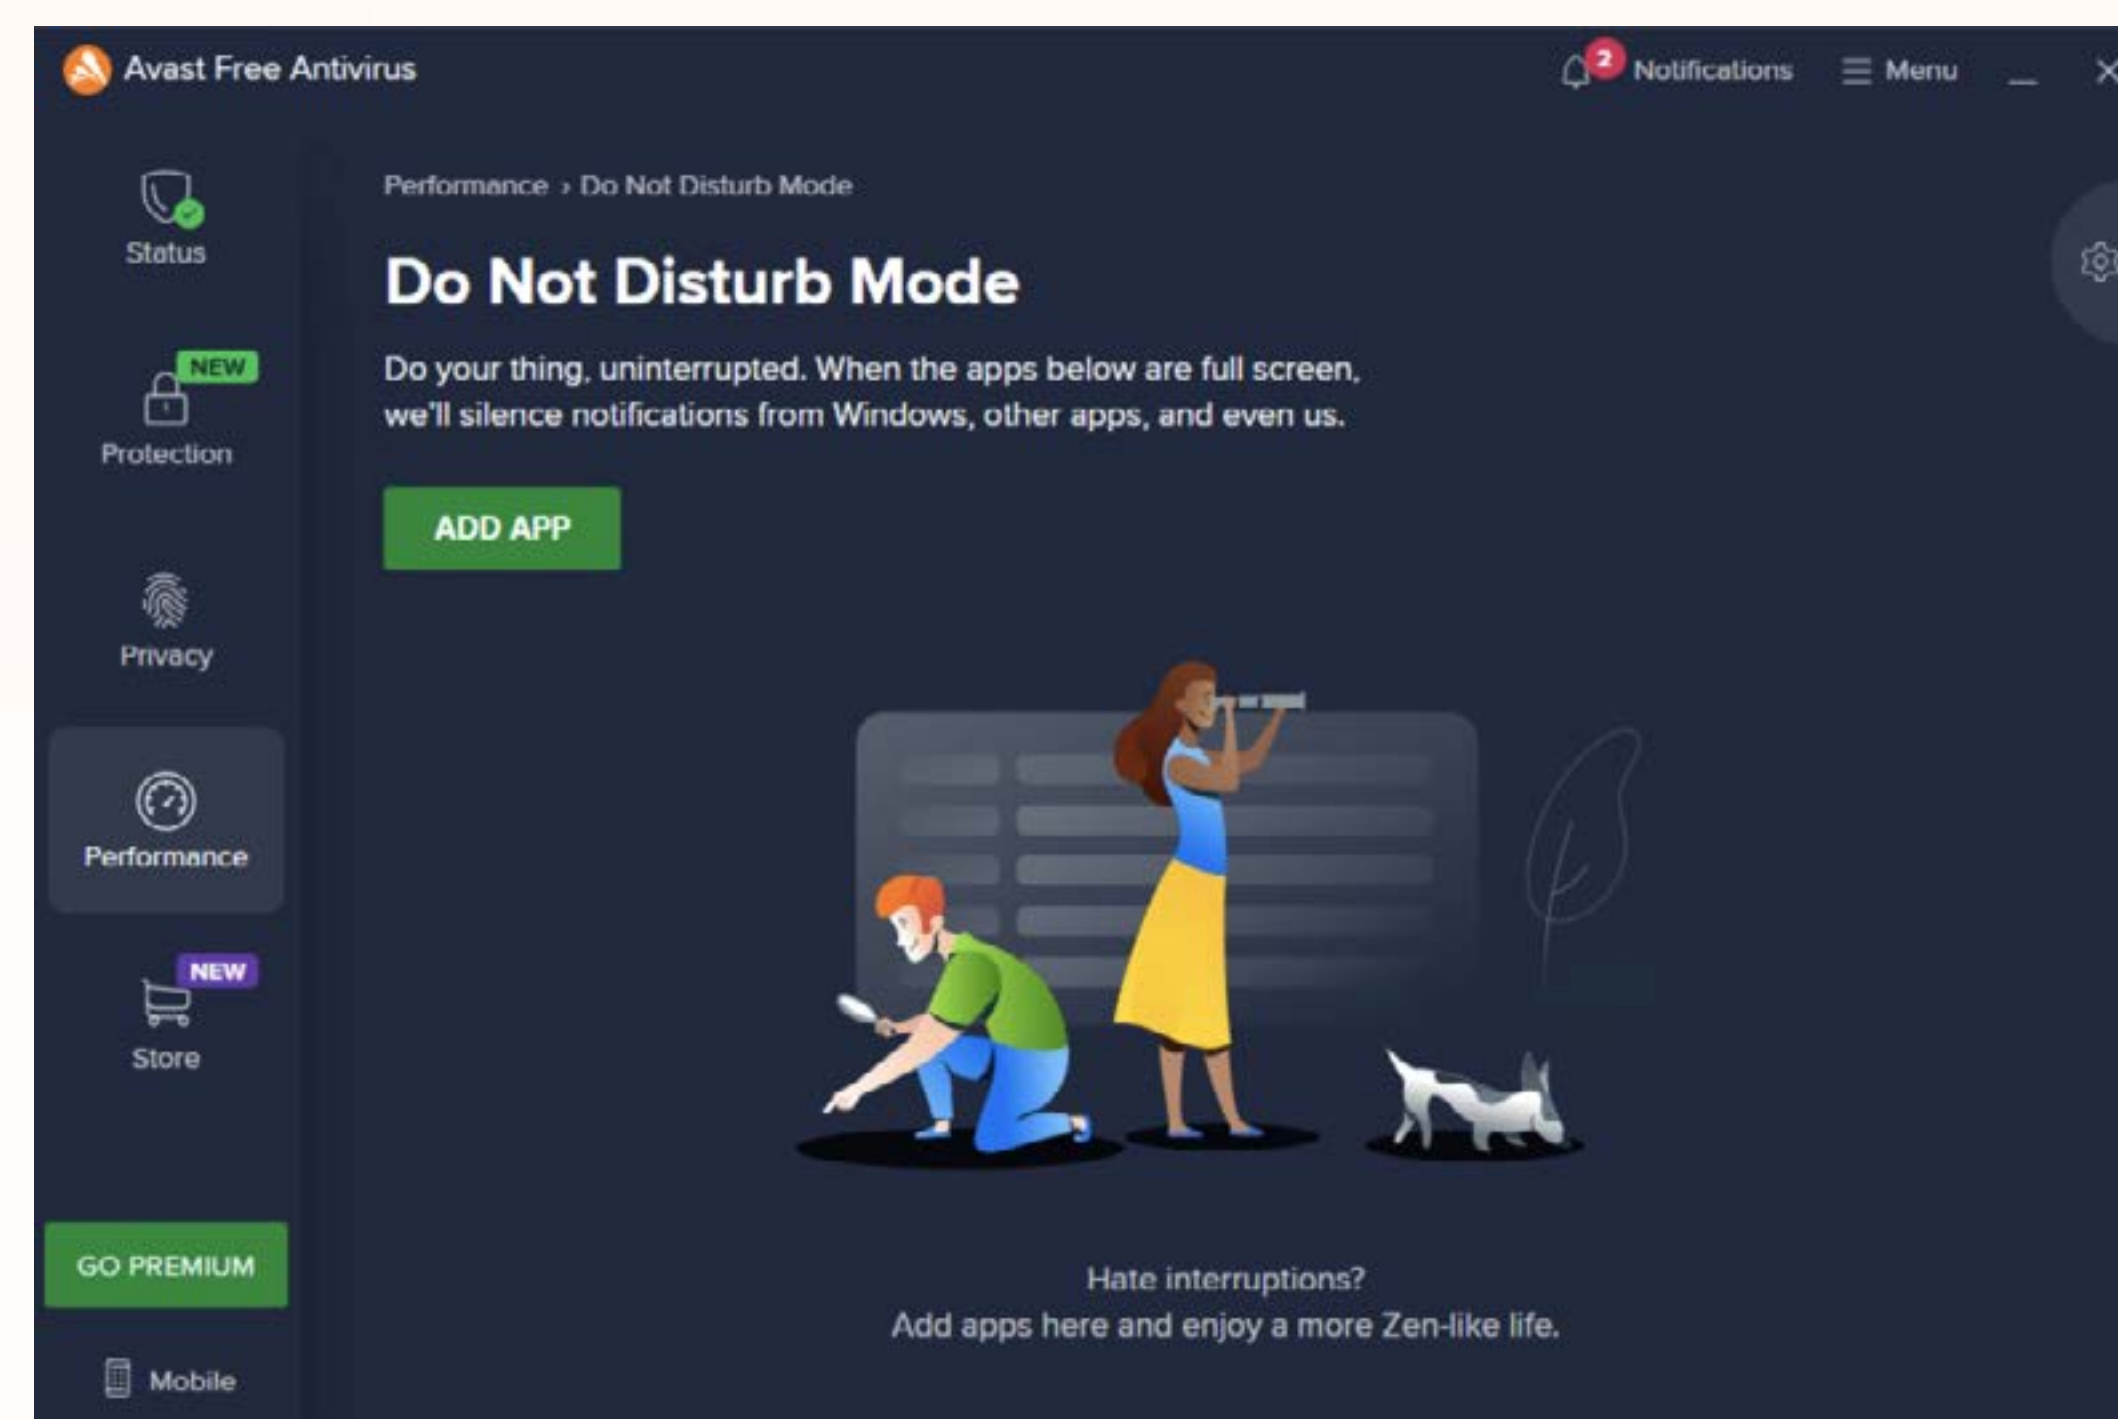 Avast Free Antivirus
2 Notifications
Menu
Status
NEW
Protection
Privacy
Performance
NEW
Store
GO PREMIUM
Mobile
Performance › Do Not Disturb Mode
Do Not Disturb Mode
Do your thing, uninterrupted. When the apps below are full screen,
we'll silence notifications from Windows, other apps, and even us.
ADD APP
Hate interruptions?
Add apps here and enjoy a more Zen-like life.